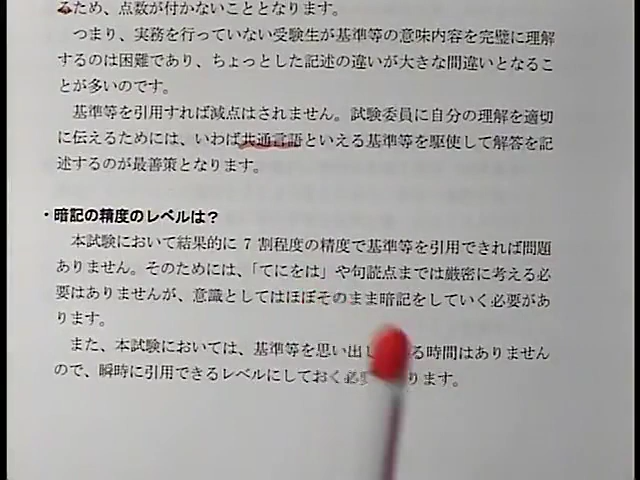 るため、点数が付かないこととなります。
つまり、実務を行っていない受験生が基準等の意味内容を完璧に理解
するのは困難であり、ちょっとした記述の違いが大きな間違いとなるこ
とが多いのです。
基準等を引用すれば減点はされません。試験委員に自分の理解を適切
に伝えるためには、いわば共通言語といえる基準等を駆使して解答を記
述するのが最善策となります。
・暗記の精度のレベルは?
本試験において結果的に7割程度の精度で基準等を引用できれば問題
ありません。そのためには、「てにをは」や句読点までは厳密に考える必
要はありませんが、意識としてはほぼそのまま暗記をしていく必要があ
ります。
また、本試験においては、基準等を思い出し る時間はありません
ので、瞬時に引用できるレベルにしておく必 ります。